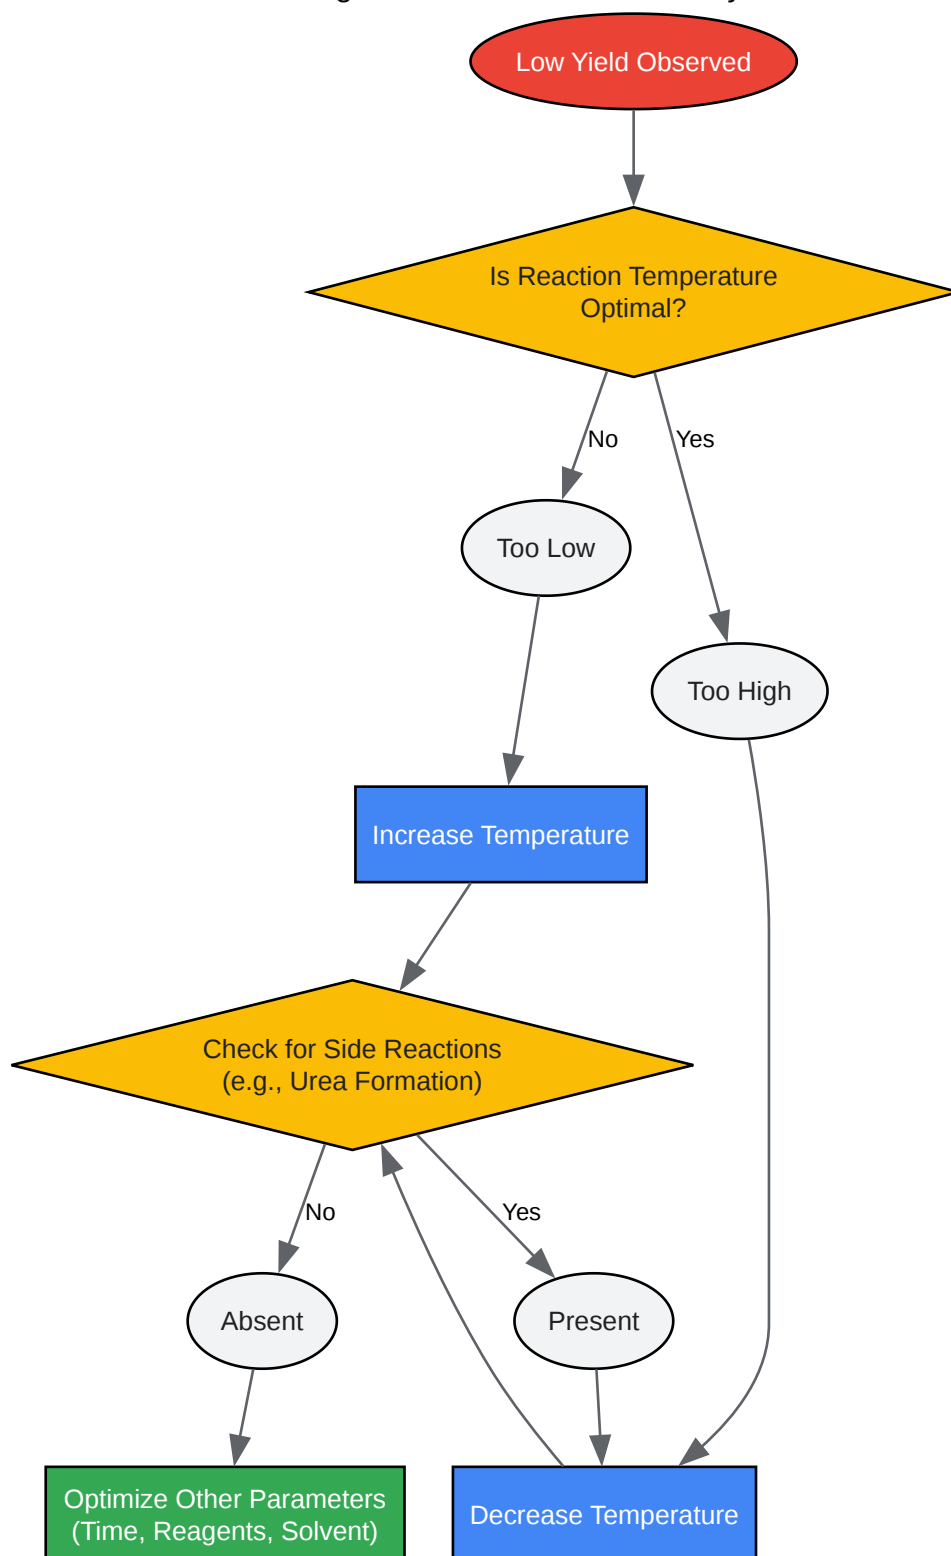 Low Yield Observed
Is Reaction Temperature
Optimal?
No
Yes
Too Low
Too High
Increase Temperature
Check for Side Reactions
(e.g., Urea Formation)
No
Yes
Absent
Present
Optimize Other Parameters
(Time, Reagents, Solvent)
Decrease Temperature